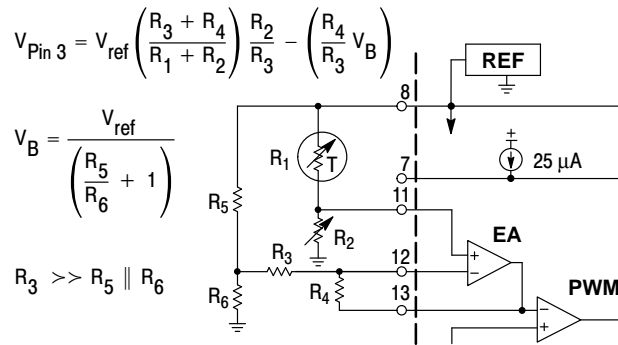 V_Pin 3 = V_ref ((R_3 + R_4) / (R_1 + R_2)) R_2 / R_3 − (R_4 / R_3 V_B)
V_B = V_ref / (R_5 / R_6 + 1)
R_3 >> R_5 ∥ R_6
REF
8
R_1
T
7
25 μA
+
11
R_5
R_2
EA
R_3
12
+
−
R_6
R_4
13
PWM
−
+